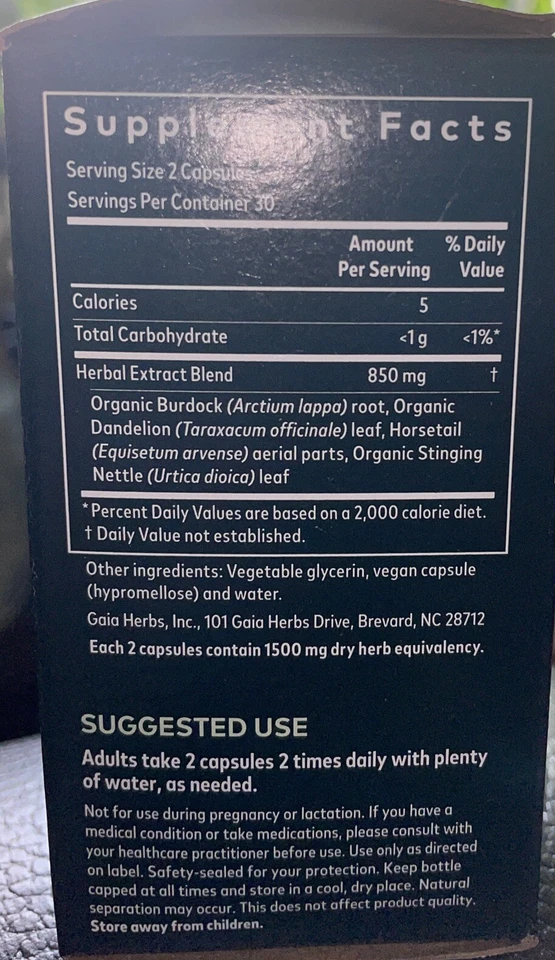 Supplement Facts
Serving Size 2 Capsules
Servings Per Container 30
Amount Per Serving
% Daily Value
Calories 5
Total Carbohydrate <1 g <1%*
Herbal Extract Blend 850 mg †
Organic Burdock (Arctium lappa) root, Organic
Dandelion (Taraxacum officinale) leaf, Horsetail
(Equisetum arvense) aerial parts, Organic Stinging
Nettle (Urtica dioica) leaf
*Percent Daily Values are based on a 2,000 calorie diet.
† Daily Value not established.
Other ingredients: Vegetable glycerin, vegan capsule
(hypromellose) and water.
Gaia Herbs, Inc., 101 Gaia Herbs Drive, Brevard, NC 28712
Each 2 capsules contain 1500 mg dry herb equivalency.
SUGGESTED USE
Adults take 2 capsules 2 times daily with plenty
of water, as needed.
Not for use during pregnancy or lactation. If you have a
medical condition or take medications, please consult with
your healthcare practitioner before use. Use only as directed
on label. Safety-sealed for your protection. Keep bottle
capped at all times and store in a cool, dry place. Natural
separation may occur. This does not affect product quality.
Store away from children.